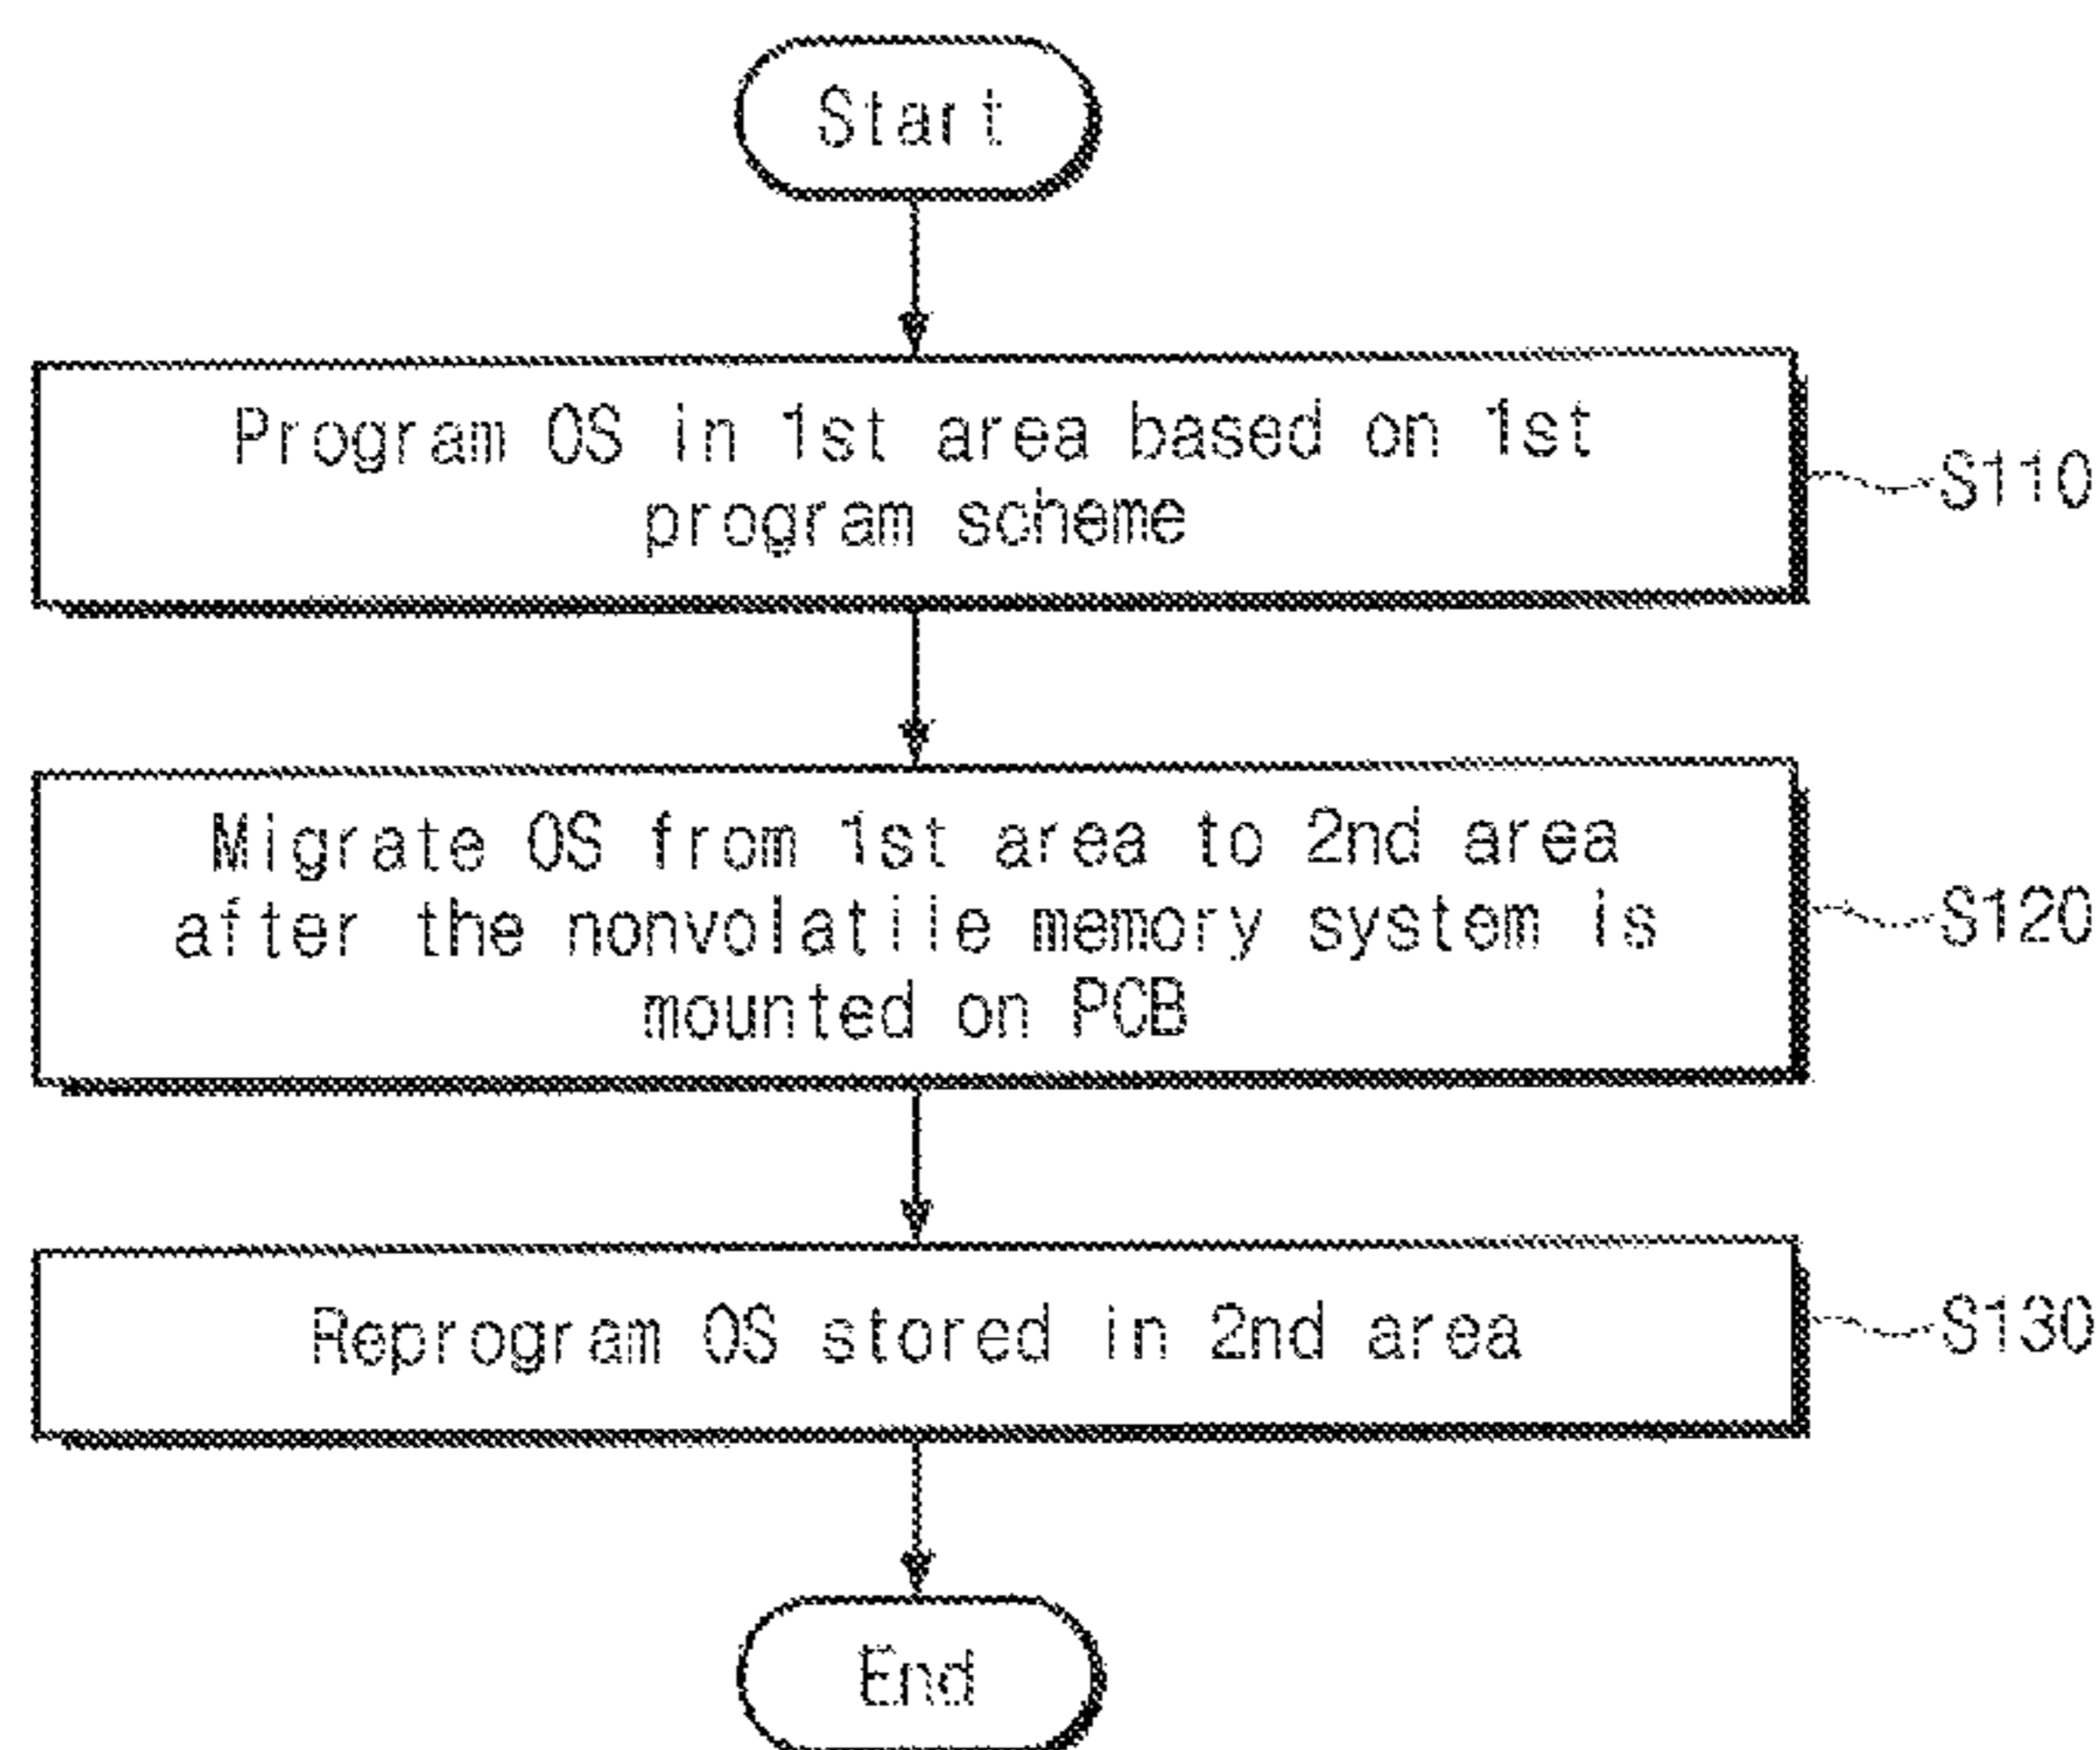 Start
Program OS in 1st area based on 1st
program scheme
S110
Migrate OS from 1st area to 2nd area
after the nonvolatile memory system is
mounted on PCB
S120
Reprogram OS stored in 2nd area
S130
End